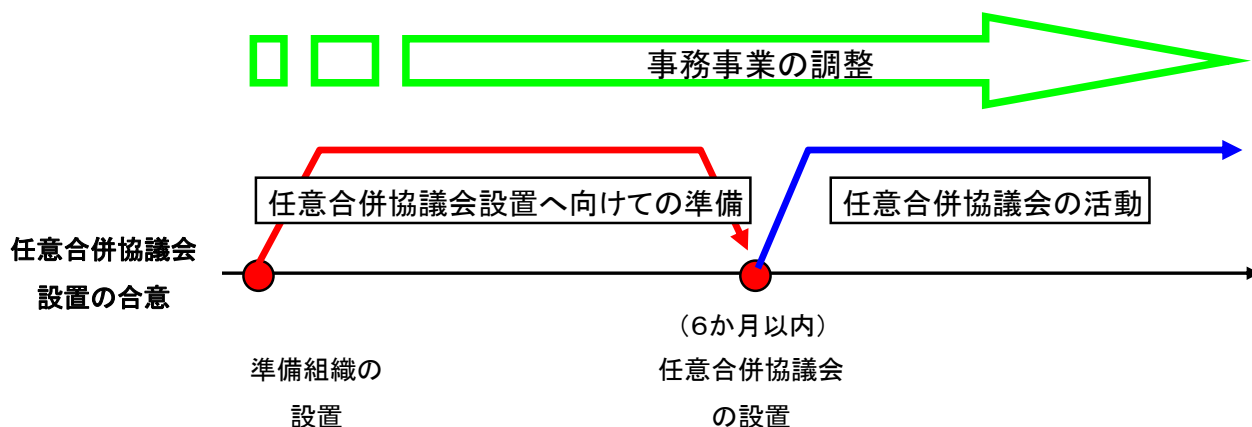 事務事業の調整
任意合併協議会設置へ向けての準備
任意合併協議会の活動
任意合併協議会
設置の合意
(6か月以内)
準備組織の
設置
任意合併協議会
の設置